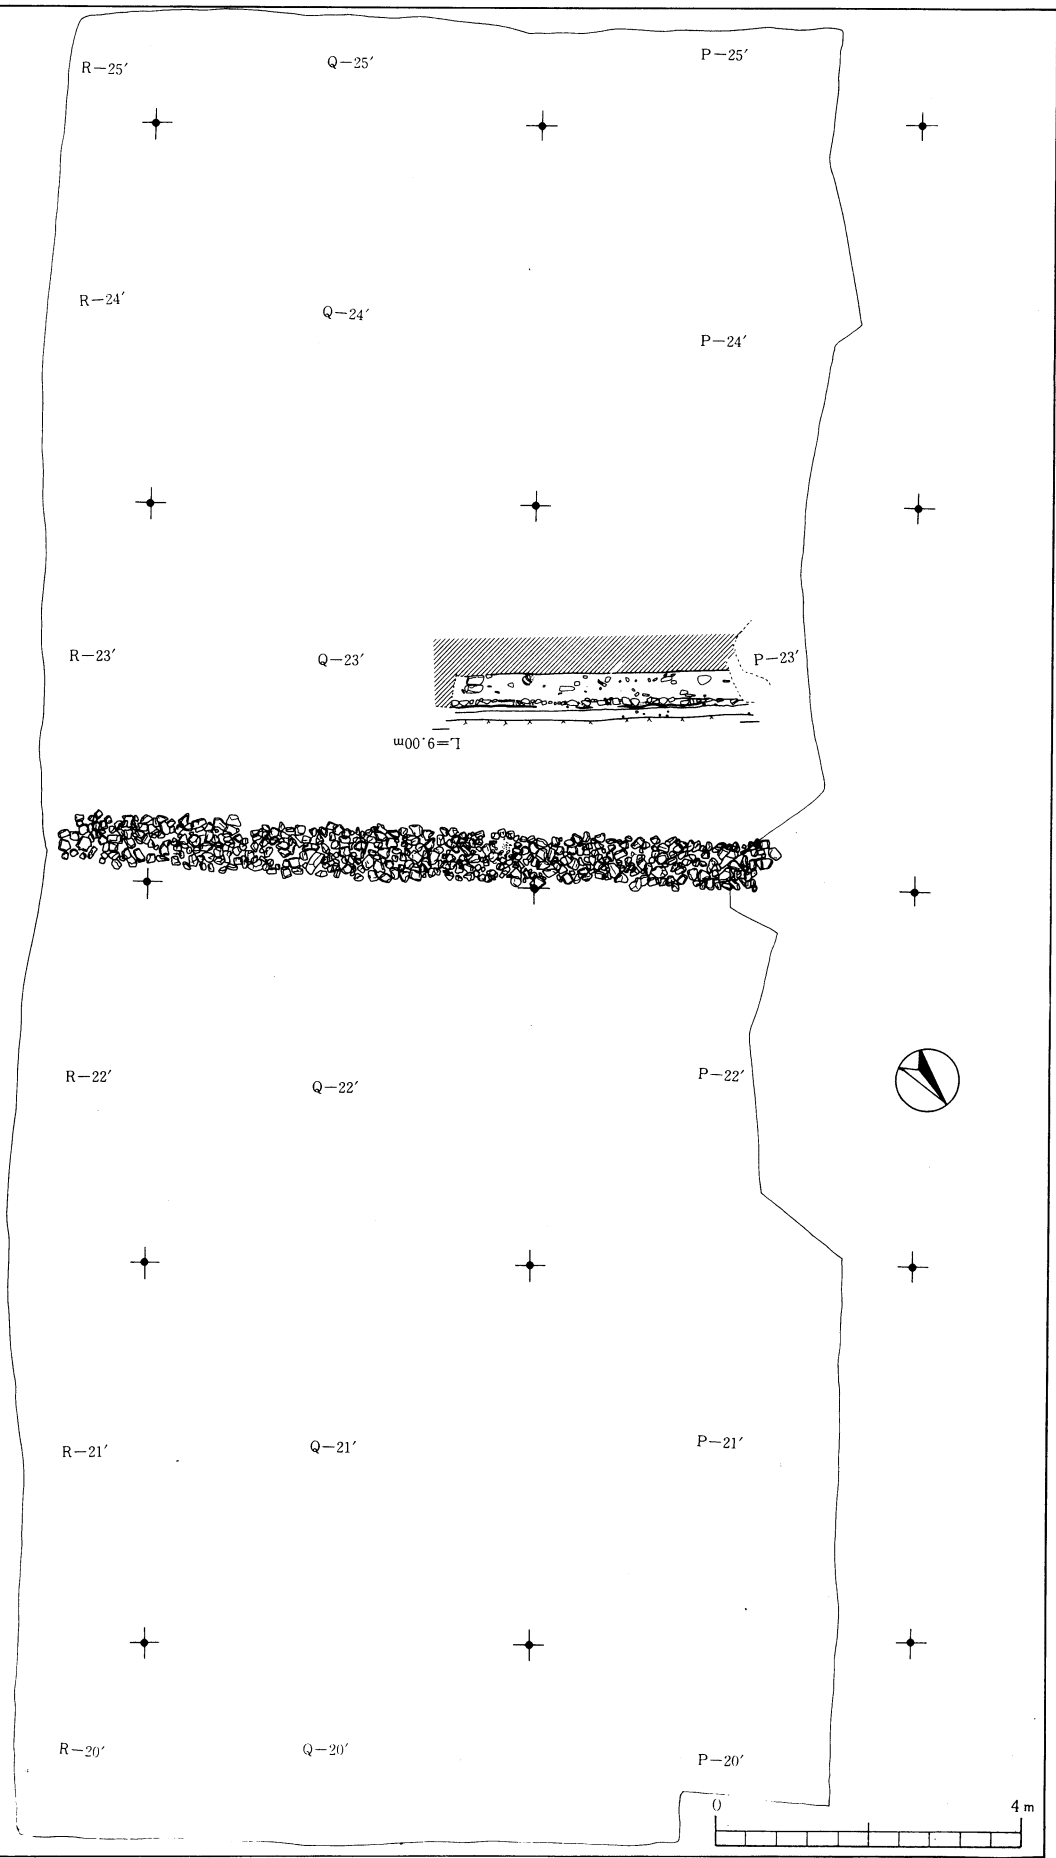 R—25′ Q—25′ P—25′
R—24′ Q—24′ P—24′
R—23′ Q—23′ P—23′
L=9.00m
R—22′ Q—22′ P—22′
R—21′ Q—21′ P—21′
R—20′ Q—20′ P—20′
0 4m